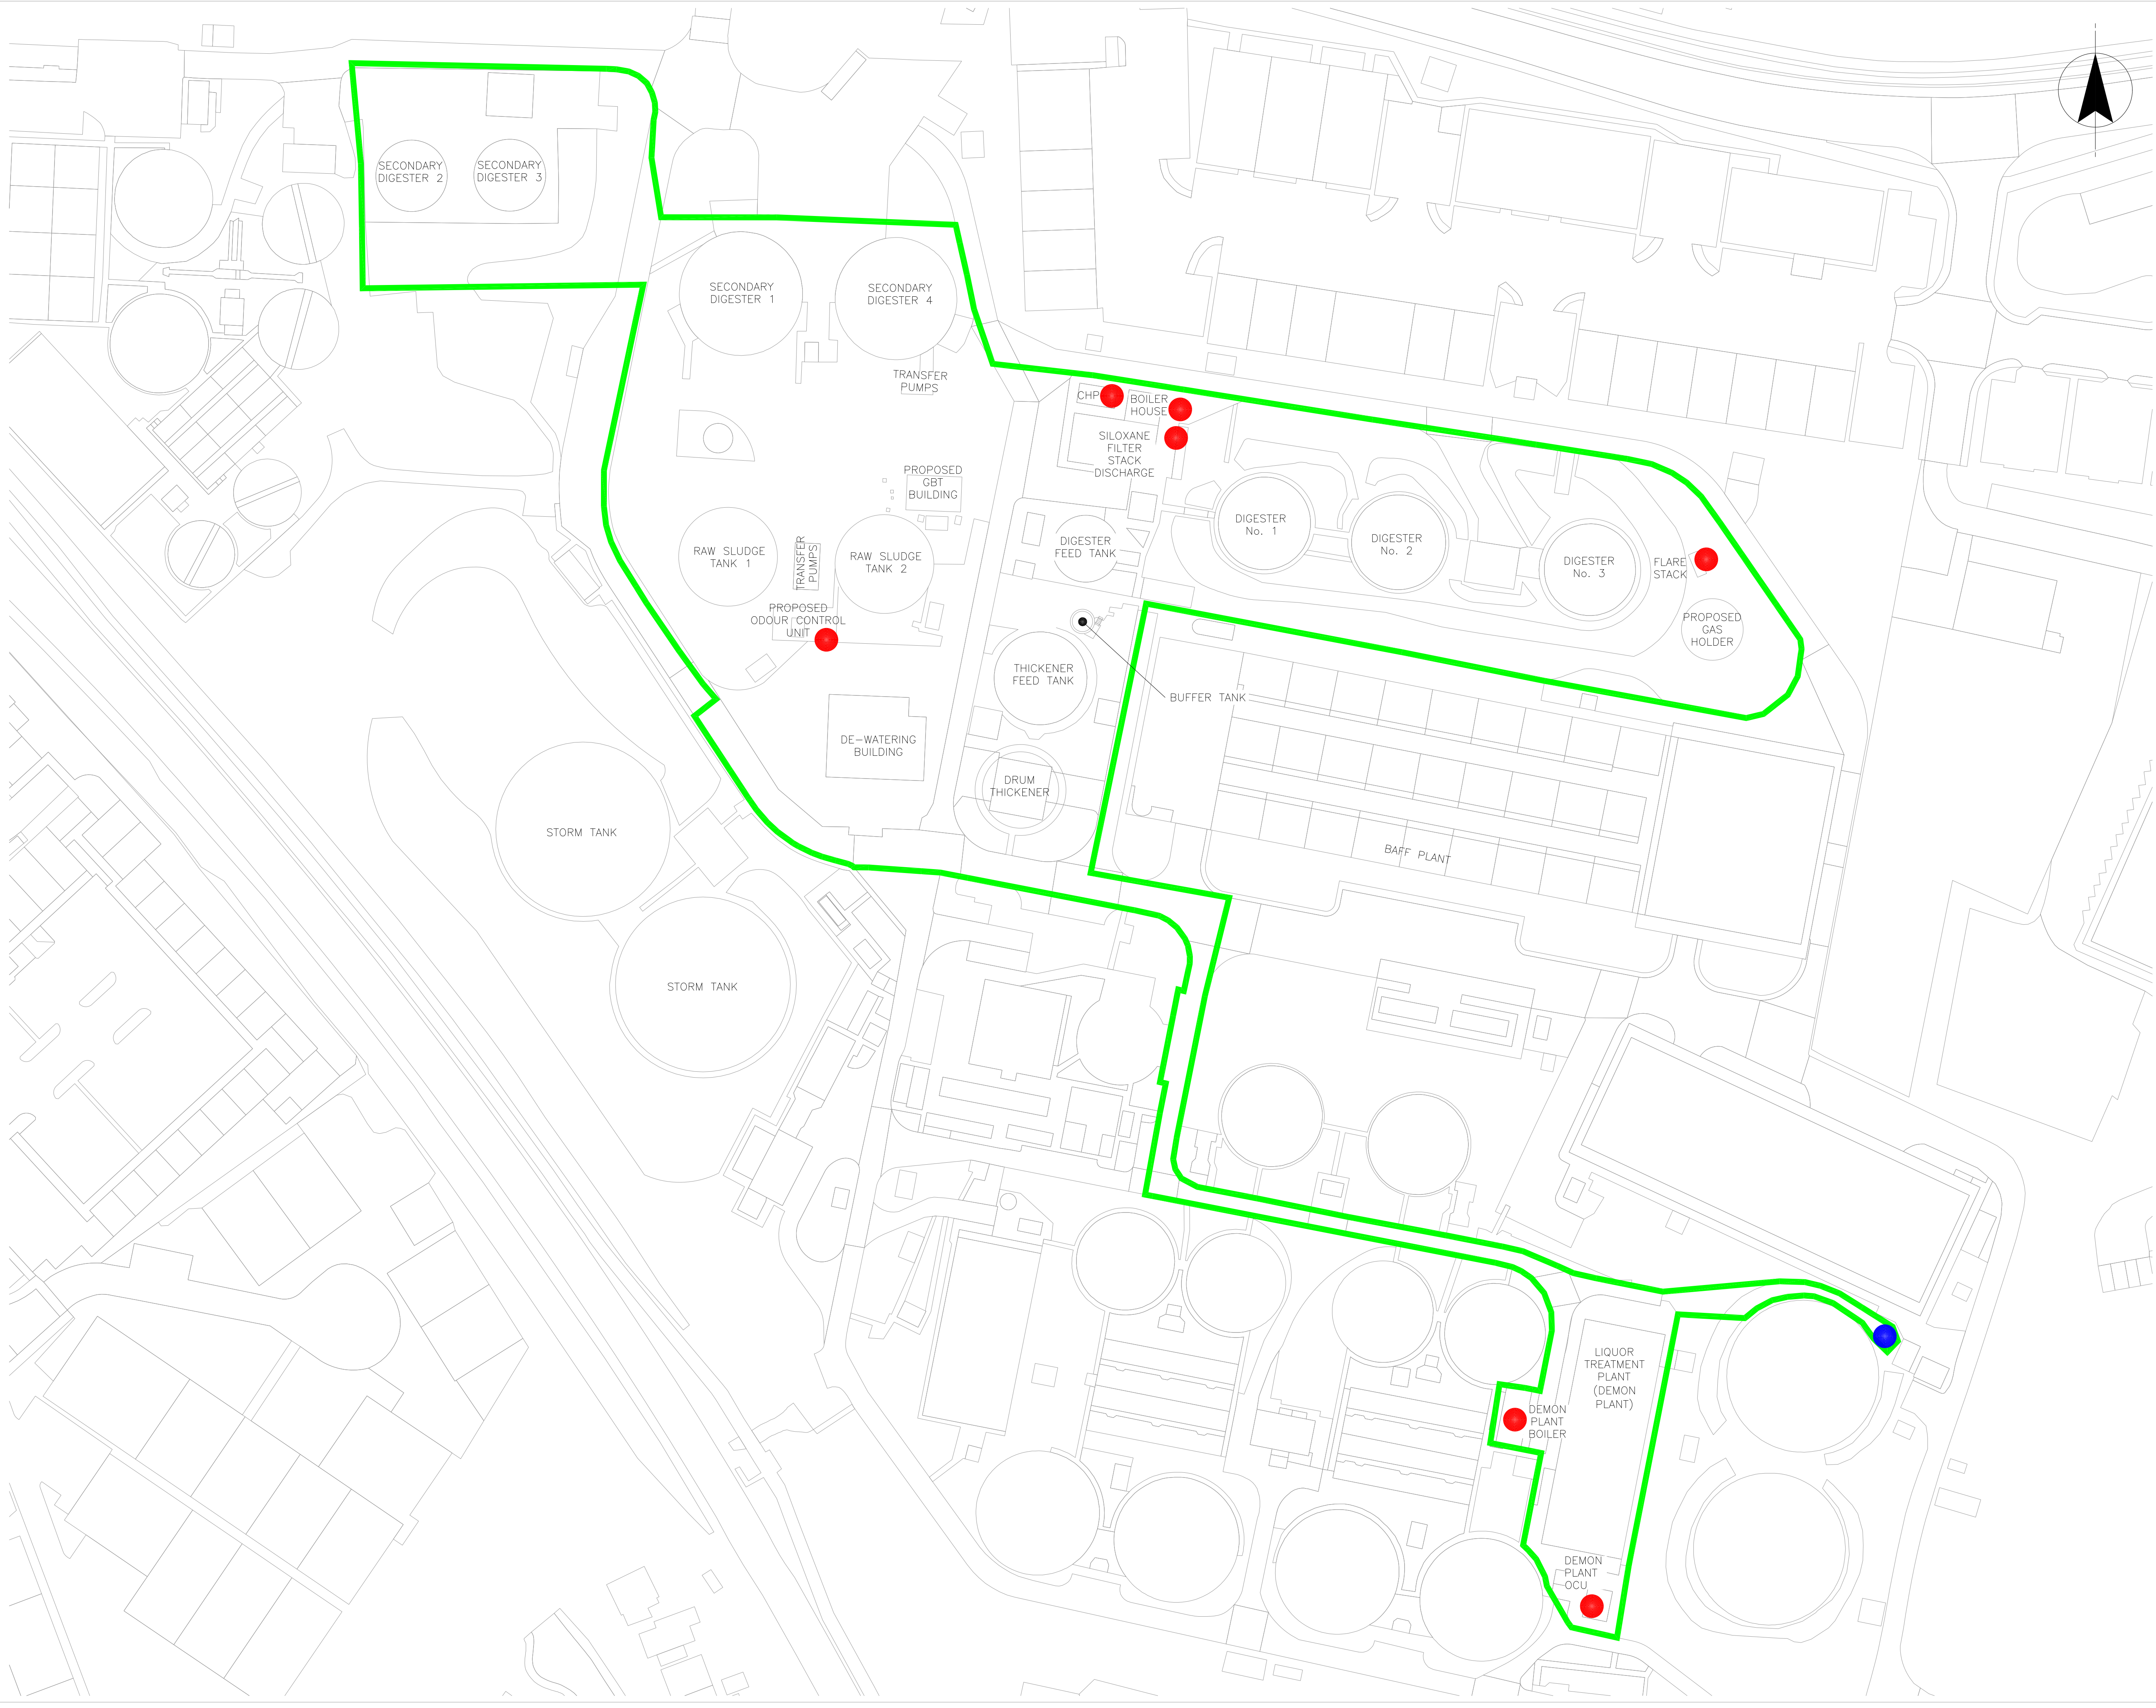 SECONDARY
DIGESTER 2
SECONDARY
DIGESTER 3
SECONDARY
DIGESTER 1
SECONDARY
DIGESTER 4
TRANSFER
PUMPS
CHP
BOILER
HOUSE
SILOXANE
FILTER
STACK
DISCHARGE
PROPOSED
GBT
BUILDING
RAW SLUDGE
TANK 1
TRANSFER
PUMPS
RAW SLUDGE
TANK 2
DIGESTER
FEED TANK
DIGESTER
No. 1
DIGESTER
No. 2
DIGESTER
No. 3
FLARE
STACK
PROPOSED
GAS
HOLDER
PROPOSED
ODOUR CONTROL
UNIT
THICKENER
FEED TANK
BUFFER TANK
DE-WATERING
BUILDING
DRUM
THICKENER
STORM TANK
BAFF PLANT
STORM TANK
LIQUOR
TREATMENT
PLANT
(DEMON
PLANT)
DEMON
PLANT
BOILER
DEMON
PLANT
OCU